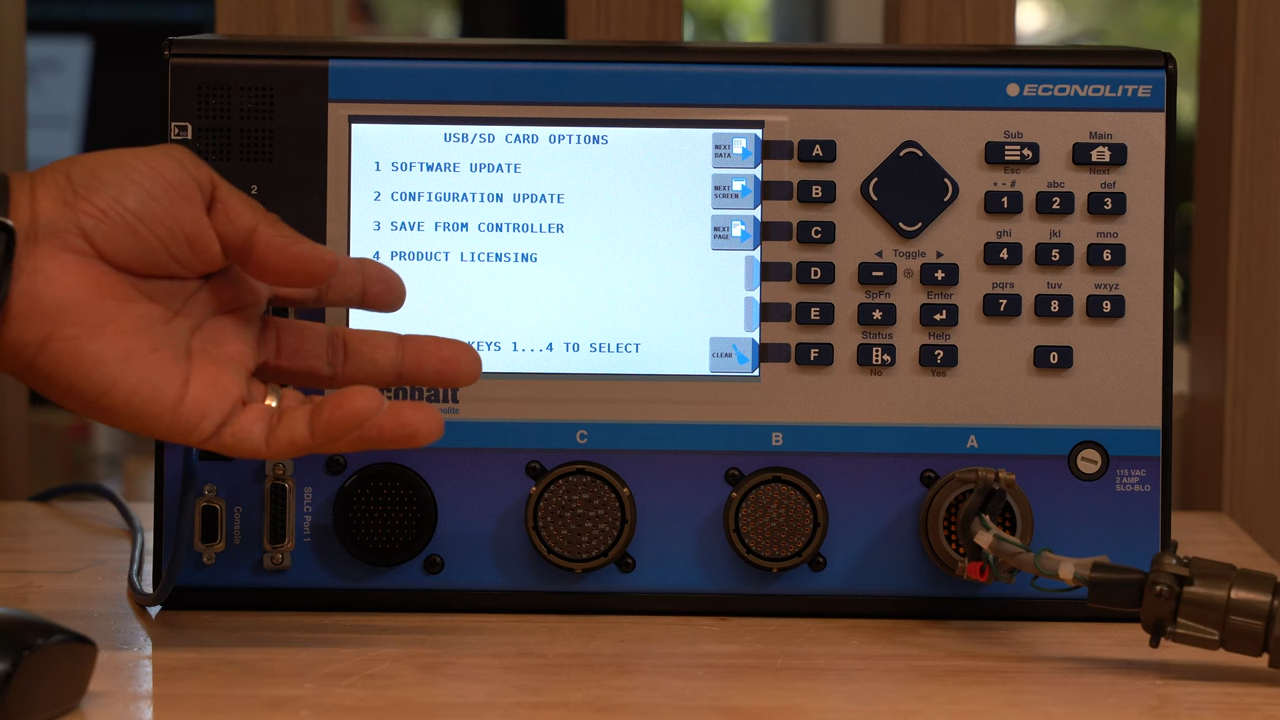 ECONOLITE
USB/SD CARD OPTIONS
1 SOFTWARE UPDATE
2 CONFIGURATION UPDATE
3 SAVE FROM CONTROLLER
4 PRODUCT LICENSING
KEYS 1...4 TO SELECT
NEXT DATA
NEXT SCREEN
NEXT PAGE
CLEAR
A
B
C
D
E
F
Sub
Esc
Main
Next
* - #
1
abc
2
def
3
ghi
4
jkl
5
mno
6
pqrs
7
tuv
8
wxyz
9
0
◀ Toggle ▶
− +
SpFn
*
Enter
Status
No
Help
?
Yes
2
cobalt
C
B
A
Console
SDLC Port 1
115 VAC
2 AMP
SLO-BLO